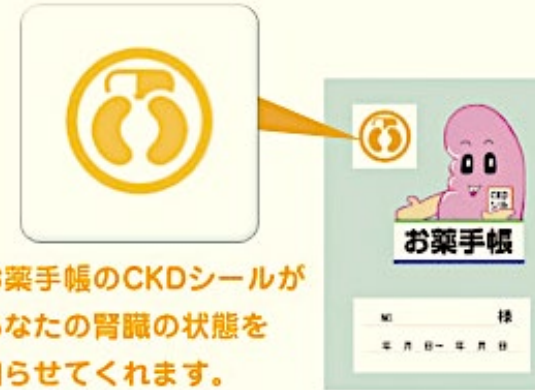 お薬手帳のCKDシールが
あなたの腎臓の状態を
知らせてくれます。
お薬手帳
様
年 月 日~ 年 月 日